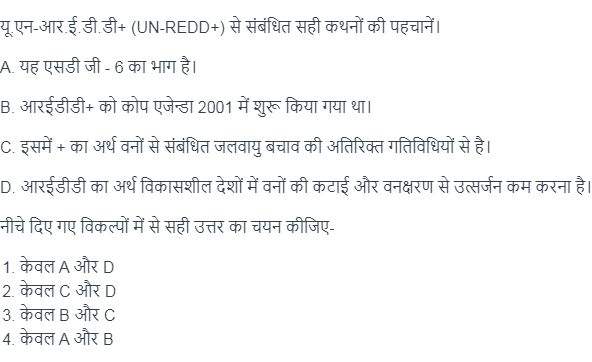 यू.एन-आर.ई.डी.डी+ (UN-REDD+) से संबंधित सही कथनों की पहचानें।
A. यह एसडी जी - 6 का भाग है।
B. आरईडीडी+ को कोप एजेन्डा 2001 में शुरू किया गया था।
C. इसमें + का अर्थ वनों से संबंधित जलवायु बचाव की अतिरिक्त गतिविधियों से है।
D. आरईडीडी का अर्थ विकासशील देशों में वनों की कटाई और वनक्षरण से उत्सर्जन कम करना है।
नीचे दिए गए विकल्पों में से सही उत्तर का चयन कीजिए-
1. केवल A और D
2. केवल C और D
3. केवल B और C
4. केवल A और B